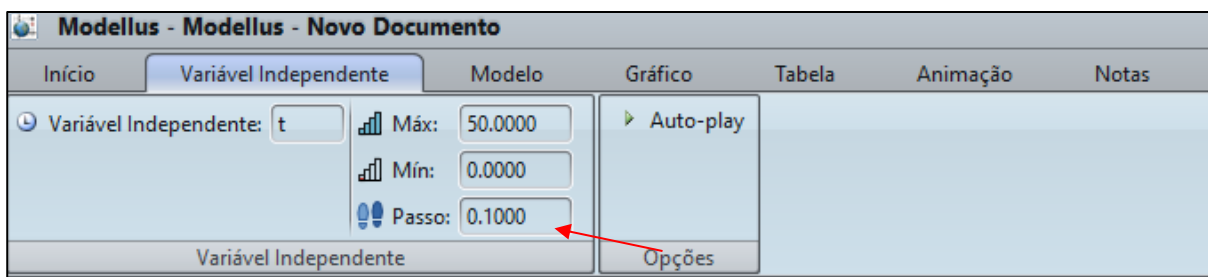 Modellus - Modellus - Novo Documento
Início Variável Independente Modelo Gráfico Tabela Animação Notas
Variável Independente: t Máx: 50.0000 Auto-play
Mín: 0.0000
Passo: 0.1000
Variável Independente Opções